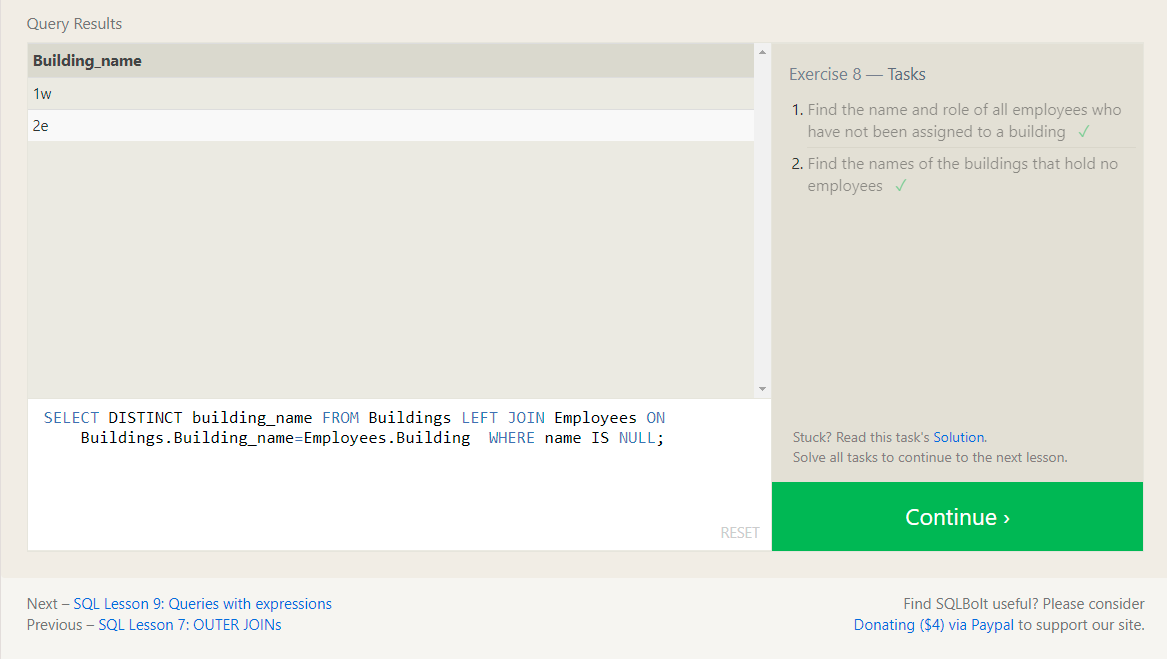 Query Results
Building_name
1w
2e
Exercise 8 — Tasks
1. Find the name and role of all employees who
have not been assigned to a building ✓
2. Find the names of the buildings that hold no
employees ✓
SELECT DISTINCT building_name FROM Buildings LEFT JOIN Employees ON
Buildings.Building_name=Employees.Building  WHERE name IS NULL;
RESET
Stuck? Read this task's Solution.
Solve all tasks to continue to the next lesson.
Continue ›
Next – SQL Lesson 9: Queries with expressions
Previous – SQL Lesson 7: OUTER JOINs
Find SQLBolt useful? Please consider
Donating ($4) via Paypal to support our site.